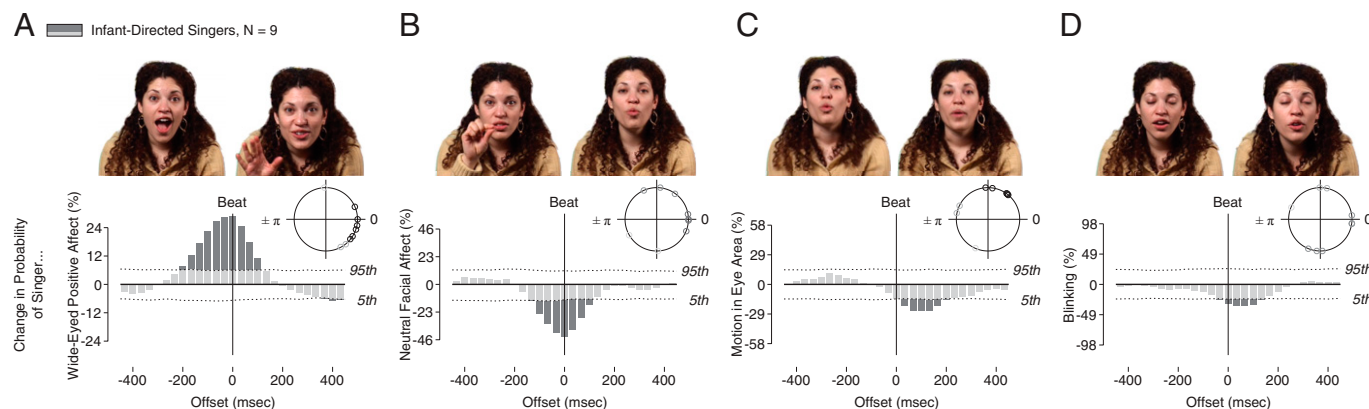 A
Infant-Directed Singers, N = 9
B
C
D
Change in Probability
of Singer...
Wide-Eyed Positive Affect (%)
24
12
0
-12
-24
Beat
± π
0
95th
5th
-400
-200
0
200
400
Offset (msec)
Neutral Facial Affect (%)
46
23
0
-23
-46
Beat
± π
0
95th
5th
-400
-200
0
200
400
Offset (msec)
Motion in Eye Area (%)
58
29
0
-29
-58
Beat
± π
0
95th
5th
-400
-200
0
200
400
Offset (msec)
Blinking (%)
98
49
0
-49
-98
Beat
± π
0
95th
5th
-400
-200
0
200
400
Offset (msec)